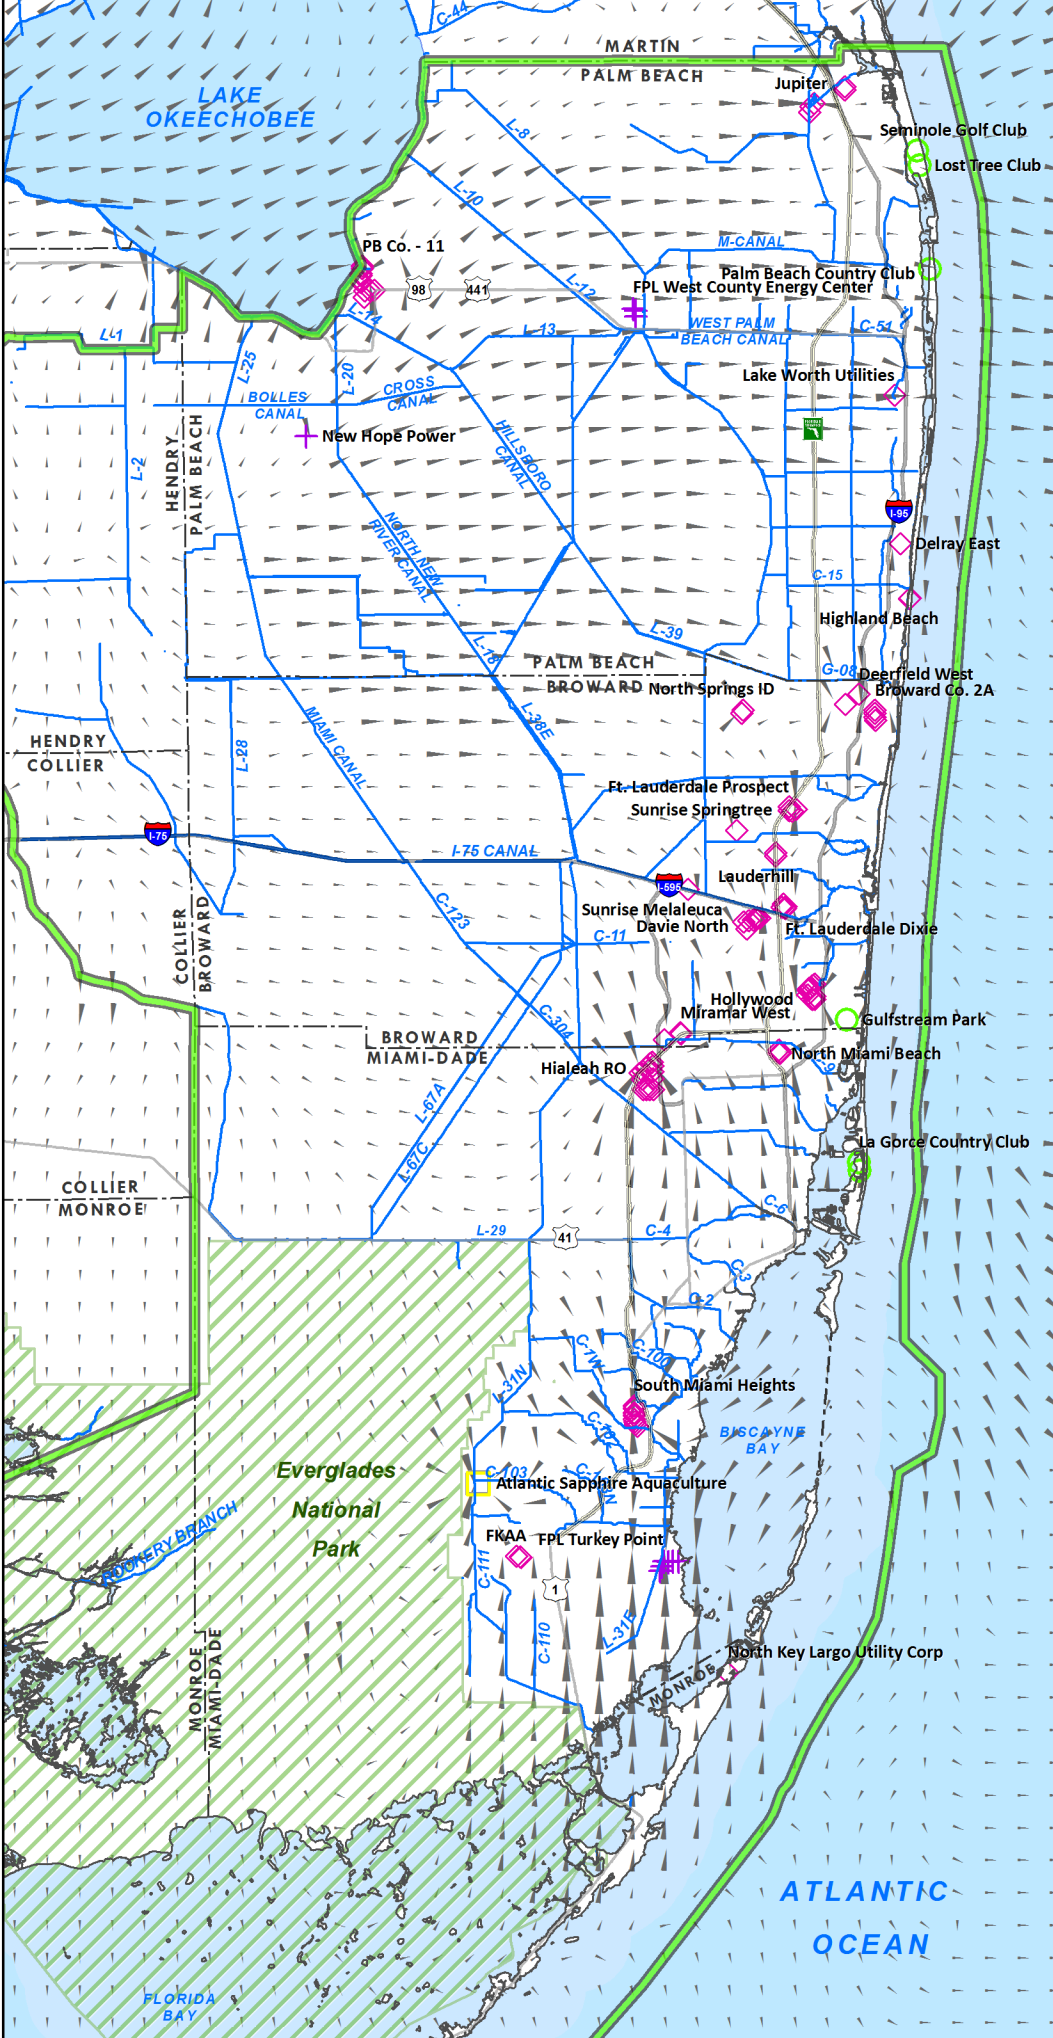 C-44
MARTIN
PALM BEACH
LAKE
OKEECHOBEE
Jupiter
L-8
Seminole Golf Club
Lost Tree Club
L-10
M-CANAL
PB Co. - 11
Palm Beach Country Club
FPL West County Energy Center
98
441
L-12
L-14
L-13
WEST PALM
BEACH CANAL
C-51
L-1
L-25
L-20
CROSS
CANAL
BOLLES
CANAL
Lake Worth Utilities
New Hope Power
HENDRY
PALM BEACH
L-2
HILLSBORO
CANAL
I-95
NORTH NEW
RIVER CANAL
Delray East
C-15
Highland Beach
L-39
L-18
PALM BEACH
BROWARD
G-08
North Springs ID
Deerfield West
Broward Co. 2A
L-38E
MIAMI CANAL
L-28
HENDRY
COLLIER
Ft. Lauderdale Prospect
Sunrise Springtree
I-75
I-75 CANAL
Lauderhill
I-595
Sunrise Melaleuca
Davie North
Ft. Lauderdale Dixie
C-123
C-11
COLLIER
BROWARD
Hollywood
Miramar West
Gulfstream Park
C-304
BROWARD
MIAMI-DADE
North Miami Beach
C-9
Hialeah RO
L-67A
L-67C
La Gorce Country Club
COLLIER
MONROE
C-6
L-29
41
C-4
C-3
C-2
C-1W
C-100
L-31N
South Miami Heights
BISCAYNE
BAY
Everglades
National
Park
C-103
Atlantic Sapphire Aquaculture
ROOKERY BRANCH
FKAA
FPL Turkey Point
C-111
1
C-110
L-31E
MONROE
MIAMI-DADE
North Key Largo Utility Corp
MONROE
ATLANTIC
OCEAN
FLORIDA
BAY